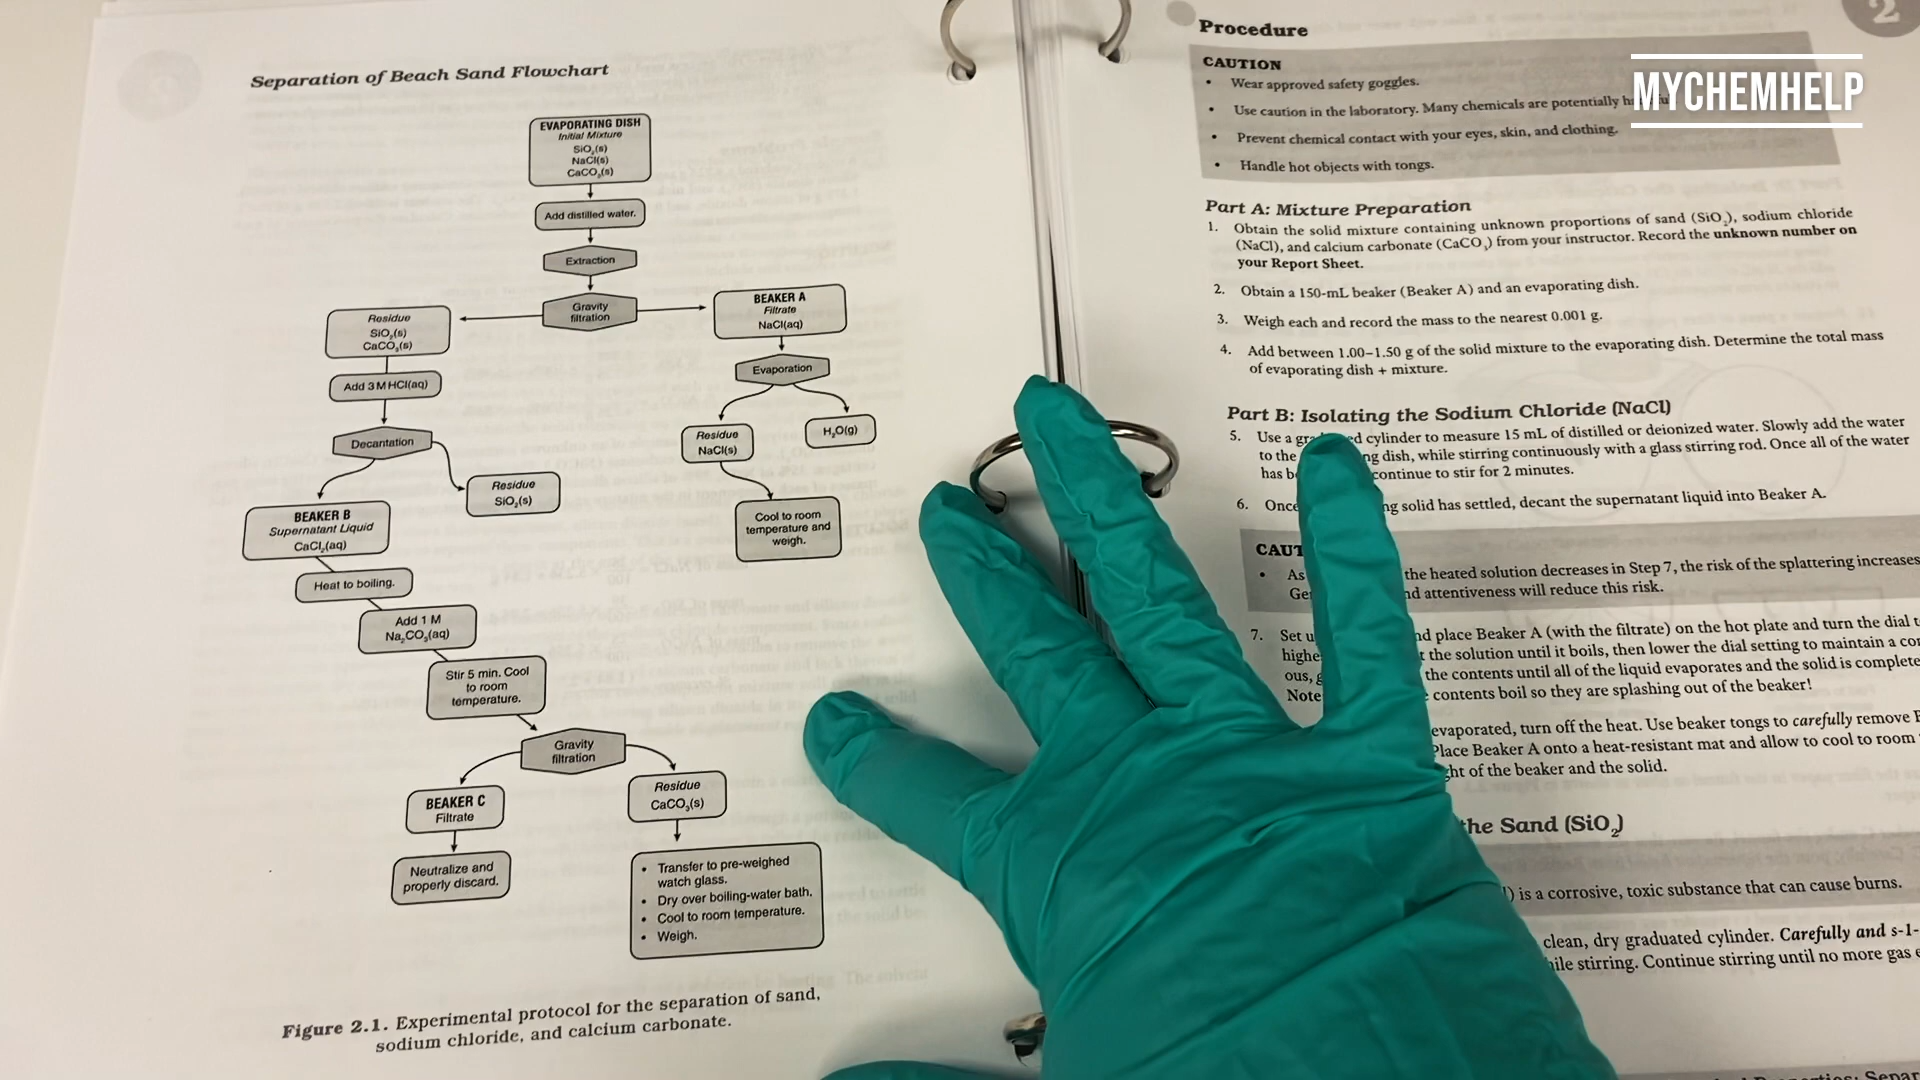 Separation of Beach Sand Flowchart
EVAPORATING DISH
Initial Mixture
SiO₂(s)
NaCl(s)
CaCO₃(s)
Add distilled water.
Extraction
Gravity
filtration
Residue
SiO₂(s)
CaCO₃(s)
Add 3 M HCl(aq)
Decantation
Residue
SiO₂(s)
BEAKER B
Supernatant Liquid
CaCl₂(aq)
Heat to boiling.
Add 1 M
Na₂CO₃(aq)
Stir 5 min. Cool
to room
temperature.
Gravity
filtration
BEAKER C
Filtrate
Neutralize and
properly discard.
Residue
CaCO₃(s)
• Transfer to pre-weighed
watch glass.
• Dry over boiling-water bath.
• Cool to room temperature.
• Weigh.
BEAKER A
Filtrate
NaCl(aq)
Evaporation
Residue
NaCl(s)
H₂O(g)
Cool to room
temperature and
weigh.
Figure 2.1. Experimental protocol for the separation of sand,
sodium chloride, and calcium carbonate.
2
MYCHEMHELP
Procedure
CAUTION
• Wear approved safety goggles.
• Use caution in the laboratory. Many chemicals are potentially
• Prevent chemical contact with your eyes, skin, and clothing.
• Handle hot objects with tongs.
Part A: Mixture Preparation
1. Obtain the solid mixture containing unknown proportions of sand (SiO₂), sodium chloride
(NaCl), and calcium carbonate (CaCO₃) from your instructor. Record the unknown number on
your Report Sheet.
2. Obtain a 150-mL beaker (Beaker A) and an evaporating dish.
3. Weigh each and record the mass to the nearest 0.001 g.
4. Add between 1.00–1.50 g of the solid mixture to the evaporating dish. Determine the total mass
of evaporating dish + mixture.
Part B: Isolating the Sodium Chloride (NaCl)
5. Use a cylinder to measure 15 mL of distilled or deionized water. Slowly add the water
to the dish, while stirring continuously with a glass stirring rod. Once all of the water
has continue to stir for 2 minutes.
6. Once solid has settled, decant the supernatant liquid into Beaker A.
• As the heated solution decreases in Step 7, the risk of the splattering increases
attentiveness will reduce this risk.
7. Set place Beaker A (with the filtrate) on the hot plate and turn the dial
the solution until it boils, then lower the dial setting to maintain a
the contents until all of the liquid evaporates and the solid is
Note contents boil so they are splashing out of the beaker!
evaporated, turn off the heat. Use beaker tongs to carefully remove
Place Beaker A onto a heat-resistant mat and allow to cool to room
of the beaker and the solid.
the Sand (SiO₂)
is a corrosive, toxic substance that can cause burns.
clean, dry graduated cylinder. Carefully and s-l-
stirring. Continue stirring until no more gas